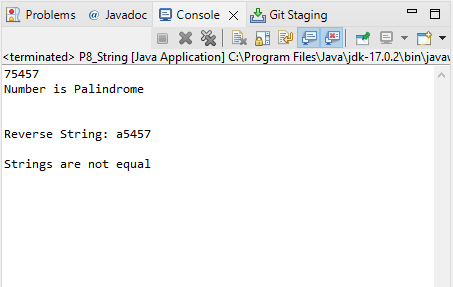 Problems @ Javadoc Console Git Staging
<terminated> P8_String [Java Application] C:\Program Files\Java\jdk-17.0.2\bin\javaw
75457
Number is Palindrome
Reverse String: a5457
Strings are not equal